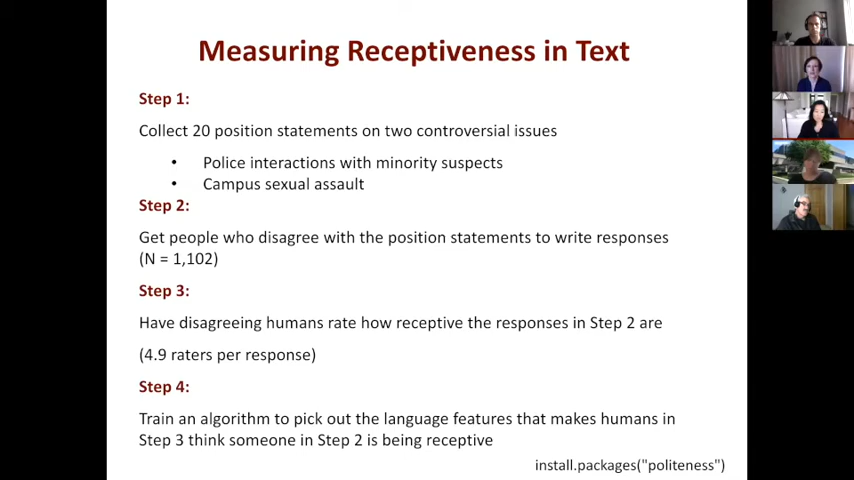 Measuring Receptiveness in Text
Step 1:
Collect 20 position statements on two controversial issues
• Police interactions with minority suspects
• Campus sexual assault
Step 2:
Get people who disagree with the position statements to write responses
(N = 1,102)
Step 3:
Have disagreeing humans rate how receptive the responses in Step 2 are
(4.9 raters per response)
Step 4:
Train an algorithm to pick out the language features that makes humans in
Step 3 think someone in Step 2 is being receptive
install.packages("politeness")